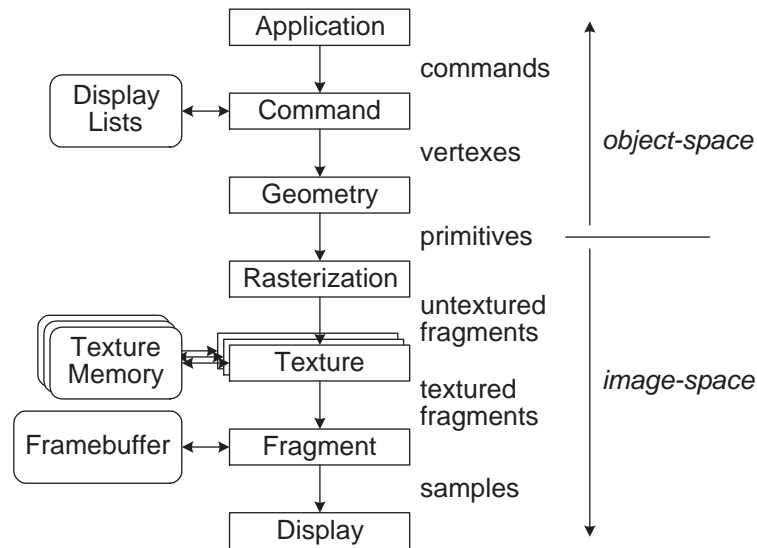 Application
commands
Display
Lists
Command
vertexes
object-space
Geometry
primitives
Rasterization
untextured
fragments
Texture
Memory
Texture
textured
fragments
image-space
Framebuffer
Fragment
samples
Display